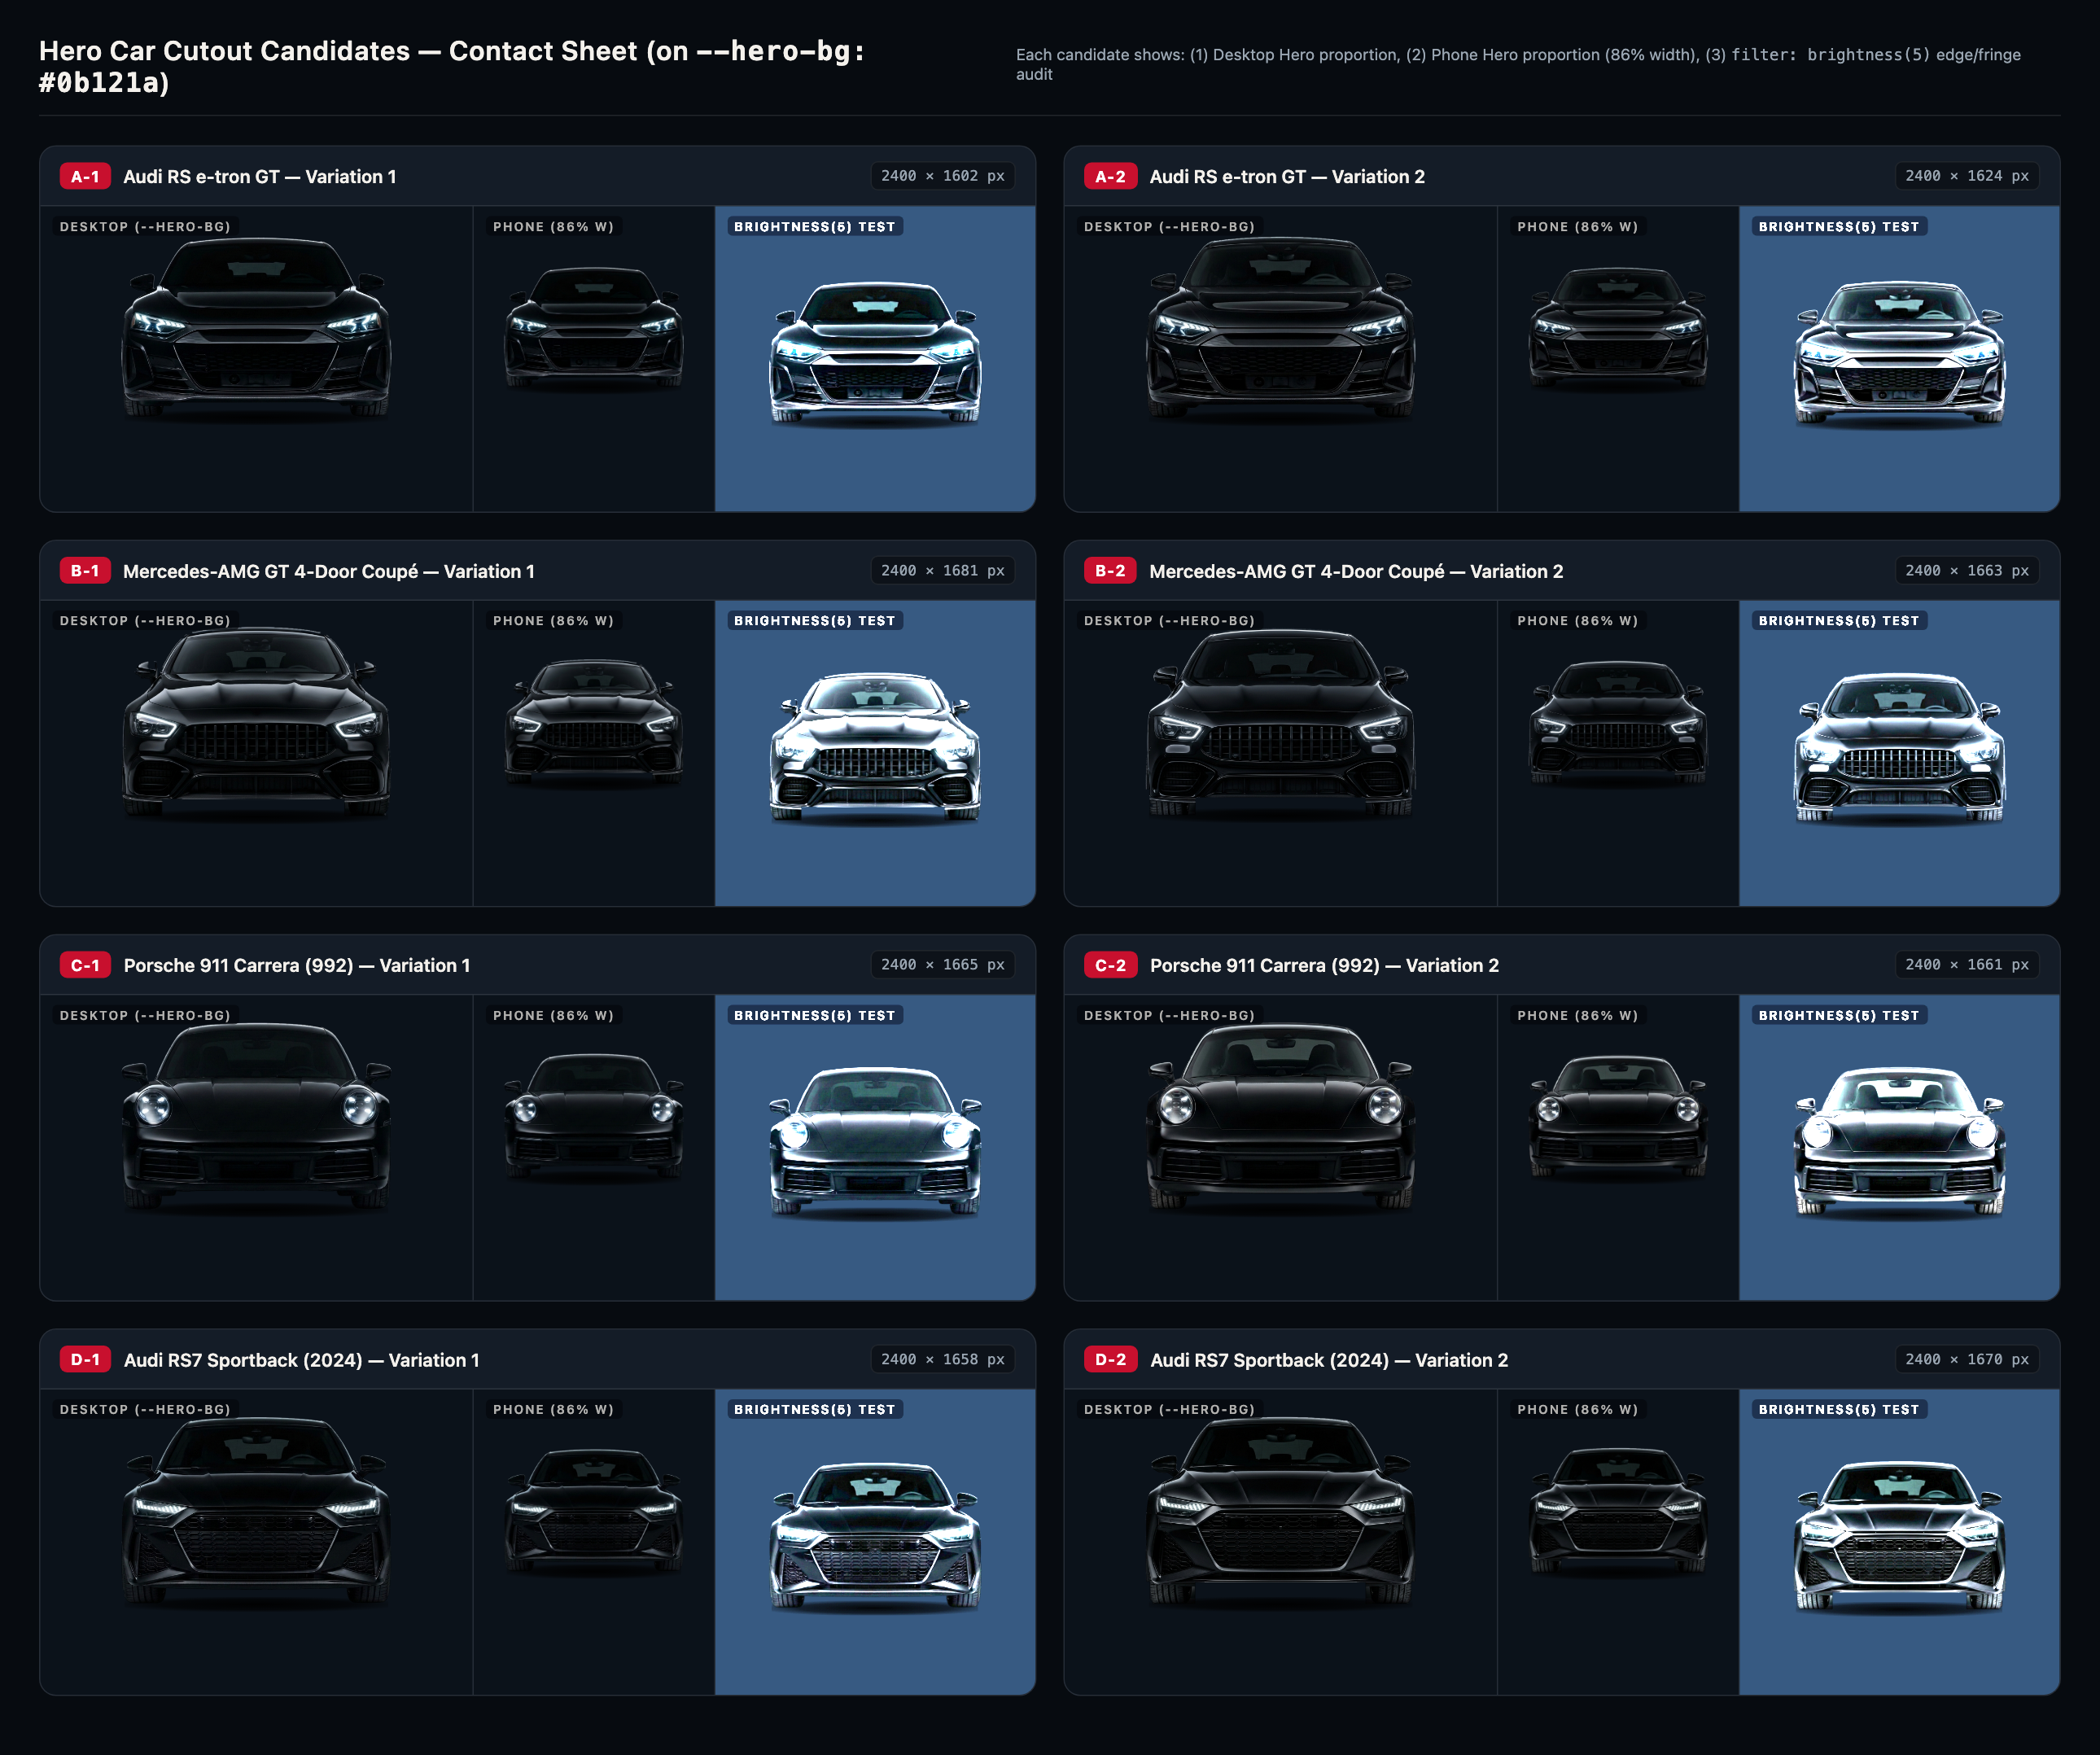 Hero Car Cutout Candidates — Contact Sheet (on --hero-bg:
#0b121a)
Each candidate shows: (1) Desktop Hero proportion, (2) Phone Hero proportion (86% width), (3) filter: brightness(5) edge/fringe
audit
A-1 Audi RS e-tron GT — Variation 1 2400 × 1602 px
DESKTOP (--HERO-BG) PHONE (86% W) BRIGHTNESS(5) TEST
A-2 Audi RS e-tron GT — Variation 2 2400 × 1624 px
DESKTOP (--HERO-BG) PHONE (86% W) BRIGHTNESS(5) TEST
B-1 Mercedes-AMG GT 4-Door Coupé — Variation 1 2400 × 1681 px
DESKTOP (--HERO-BG) PHONE (86% W) BRIGHTNESS(5) TEST
B-2 Mercedes-AMG GT 4-Door Coupé — Variation 2 2400 × 1663 px
DESKTOP (--HERO-BG) PHONE (86% W) BRIGHTNESS(5) TEST
C-1 Porsche 911 Carrera (992) — Variation 1 2400 × 1665 px
DESKTOP (--HERO-BG) PHONE (86% W) BRIGHTNESS(5) TEST
C-2 Porsche 911 Carrera (992) — Variation 2 2400 × 1661 px
DESKTOP (--HERO-BG) PHONE (86% W) BRIGHTNESS(5) TEST
D-1 Audi RS7 Sportback (2024) — Variation 1 2400 × 1658 px
DESKTOP (--HERO-BG) PHONE (86% W) BRIGHTNESS(5) TEST
D-2 Audi RS7 Sportback (2024) — Variation 2 2400 × 1670 px
DESKTOP (--HERO-BG) PHONE (86% W) BRIGHTNESS(5) TEST